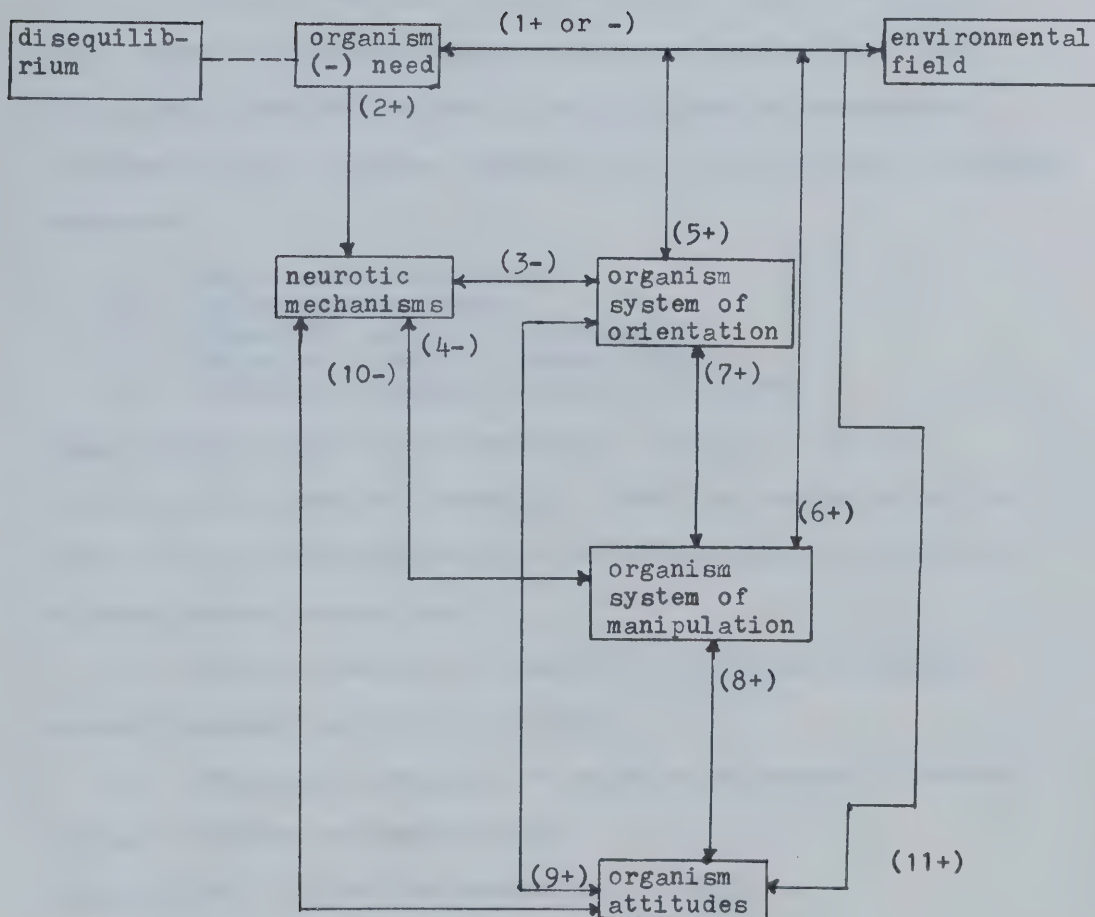 (1+ or -)
disequilib-
rium
organism
(-) need
environmental
field
(2+)
(5+)
neurotic
mechanisms
(3-)
organism
system of
orientation
(4-)
(10-)
(7+)
(6+)
organism
system of
manipulation
(8+)
(9+)
organism
attitudes
(11+)